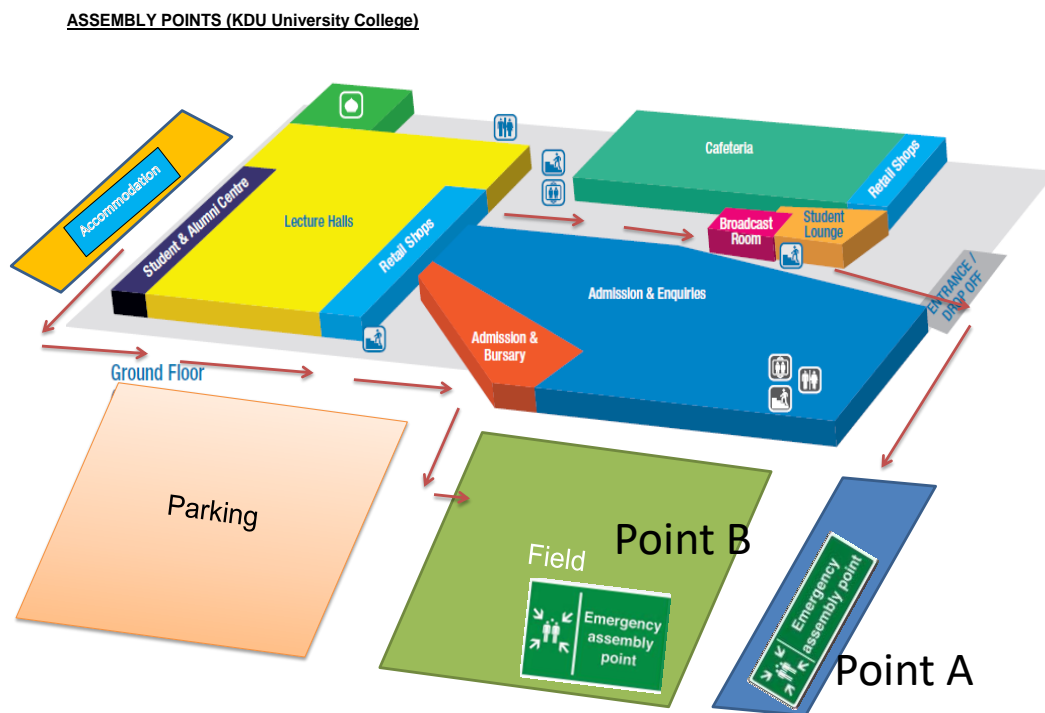 ASSEMBLY POINTS (KDU University College)
Accommodation
Student & Alumni Centre
Lecture Halls
Retail Shops
Cafeteria
Retail Shops
Broadcast
Room
Student
Lounge
ENTRANCE /
DROP OFF
Admission & Enquiries
Admission &
Bursary
Ground Floor
Parking
Field
Point B
Emergency
assembly
point
Emergency
assembly point
Point A